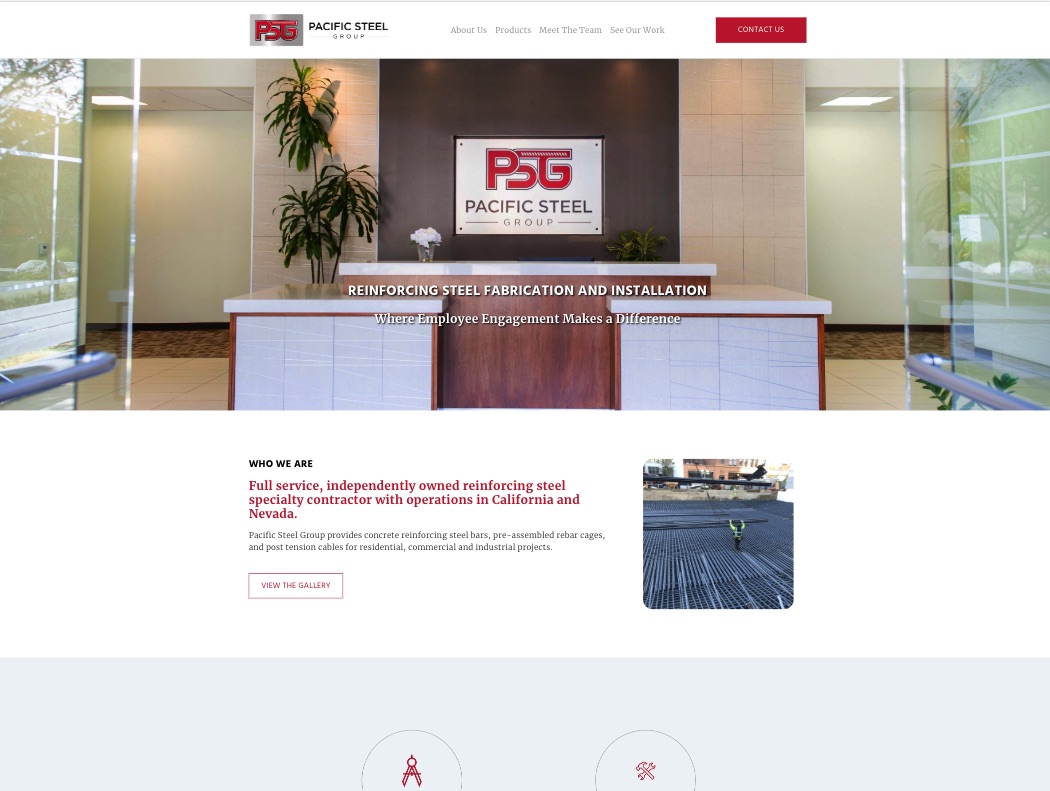 PSG
PACIFIC STEEL
GROUP
About Us Products Meet The Team See Our Work
CONTACT US
PSG
PACIFIC STEEL
GROUP
REINFORCING STEEL FABRICATION AND INSTALLATION
Where Employee Engagement Makes a Difference
WHO WE ARE
Full service, independently owned reinforcing steel
specialty contractor with operations in California and
Nevada.
Pacific Steel Group provides concrete reinforcing steel bars, pre-assembled rebar cages,
and post tension cables for residential, commercial and industrial projects.
VIEW THE GALLERY